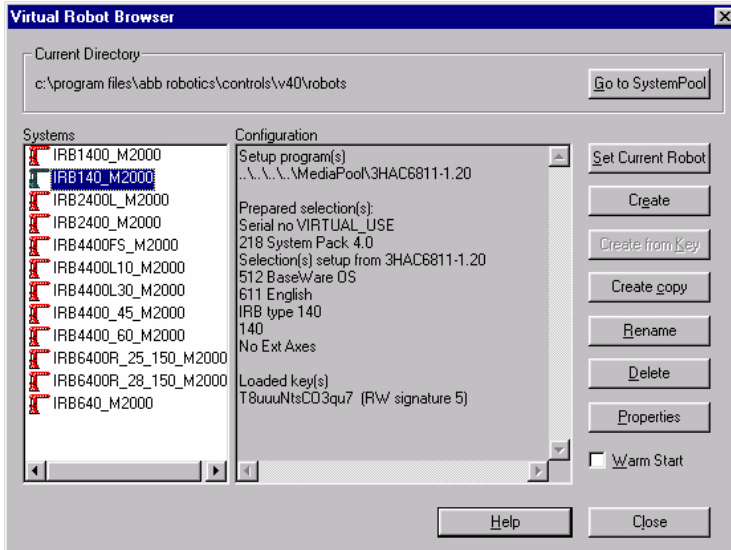 Virtual Robot Browser
Current Directory
c:\program files\abb robotics\controls\v40\robots
Go to SystemPool
Systems
IRB1400_M2000
IRB140_M2000
IRB2400L_M2000
IRB2400_M2000
IRB4400FS_M2000
IRB4400L10_M2000
IRB4400L30_M2000
IRB4400_45_M2000
IRB4400_60_M2000
IRB6400R_25_150_M2000
IRB6400R_28_150_M2000
IRB640_M2000
Configuration
Setup program(s)
..\..\..\..\MediaPool\3HAC6811-1.20
Prepared selection(s):
Serial no VIRTUAL_USE
218 System Pack 4.0
Selection(s) setup from 3HAC6811-1.20
512 BaseWare OS
611 English
IRB type 140
140
No Ext Axes
Loaded key(s)
T8uuuNtsCO3qu7 (RW signature 5)
Set Current Robot
Create
Create from Key
Create copy
Rename
Delete
Properties
Warm Start
Help
Close